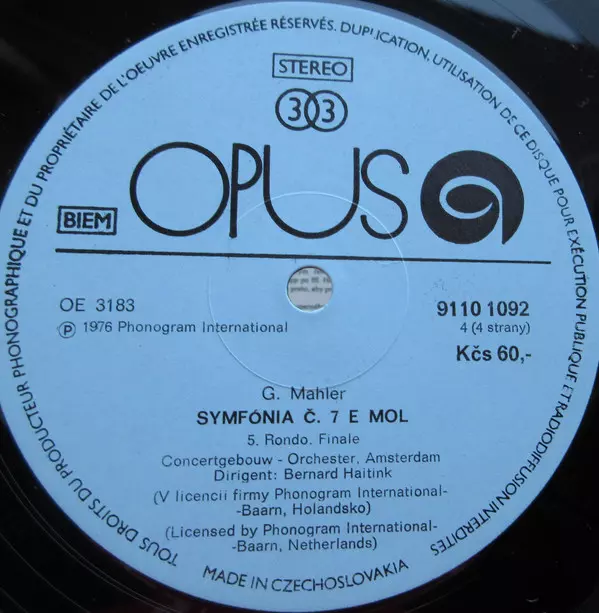 TOUS DROITS DU PRODUCTEUR PHONOGRAPHIQUE ET DU PROPRIÉTAIRE DE L'OEUVRE ENREGISTRÉE RÉSERVÉS. DUPLICATION, UTILISATION DE CE DISQUE POUR EXÉCUTION PUBLIQUE ET RADIODIFFUSION INTERDITES
STEREO
33
OPUS
BIEM
OE 3183
9110 1092
Ⓟ 1976 Phonogram International
4 (4 strany)
Kčs 60,-
G. Mahler
SYMFÓNIA Č. 7 E MOL
5. Rondo. Finale
Concertgebouw - Orchester, Amsterdam
Dirigent: Bernard Haitink
(V licencii firmy Phonogram International-
-Baarn, Holandsko)
(Licensed by Phonogram International-
-Baarn, Netherlands)
MADE IN CZECHOSLOVAKIA